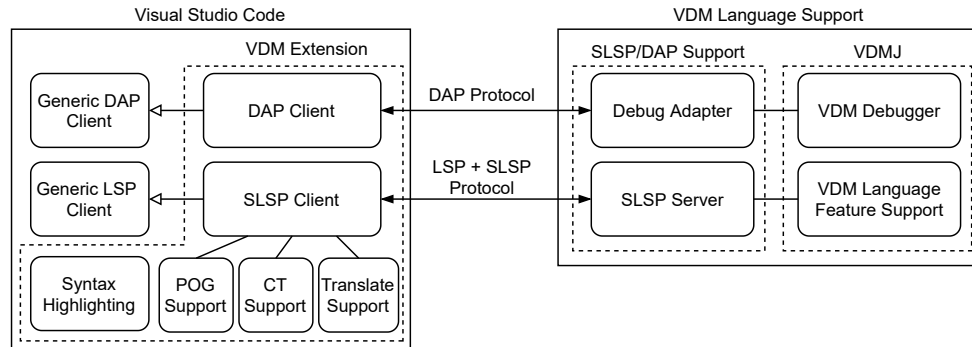 Visual Studio Code
VDM Language Support
VDM Extension
SLSP/DAP Support
VDMJ
Generic DAP
Client
DAP Client
DAP Protocol
Debug Adapter
VDM Debugger
Generic LSP
Client
SLSP Client
LSP + SLSP
Protocol
SLSP Server
VDM Language
Feature Support
Syntax
Highlighting
POG
Support
CT
Support
Translate
Support